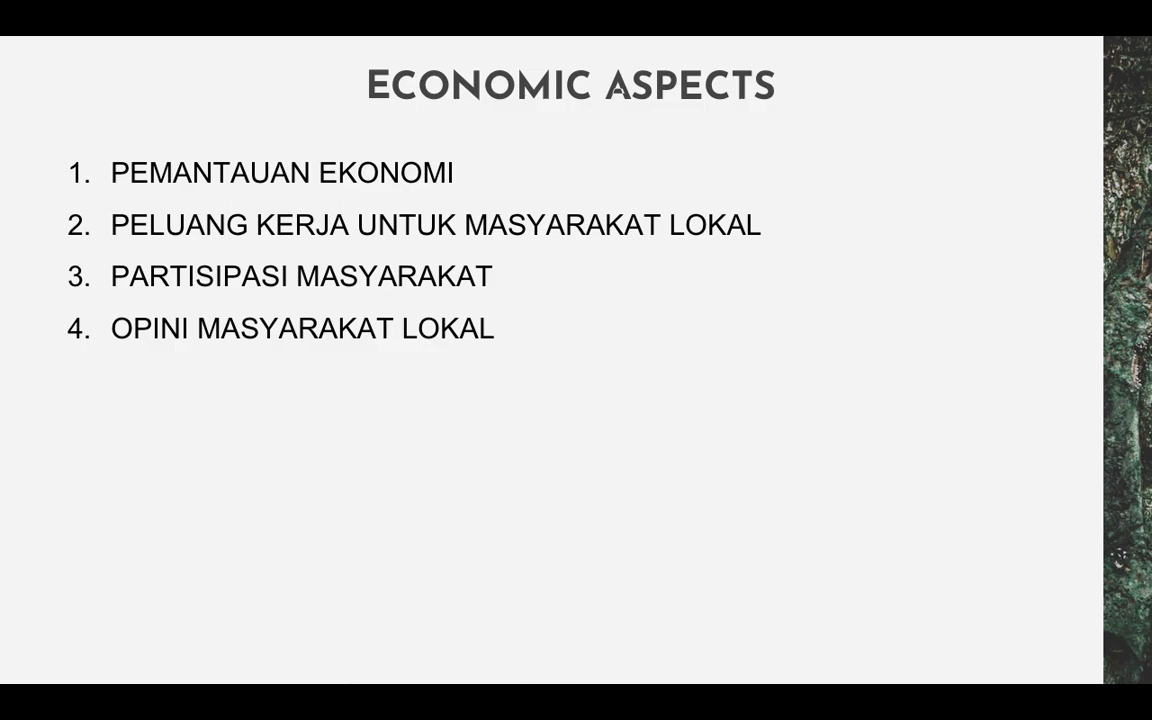 ECONOMIC ASPECTS
1. PEMANTAUAN EKONOMI
2. PELUANG KERJA UNTUK MASYARAKAT LOKAL
3. PARTISIPASI MASYARAKAT
4. OPINI MASYARAKAT LOKAL